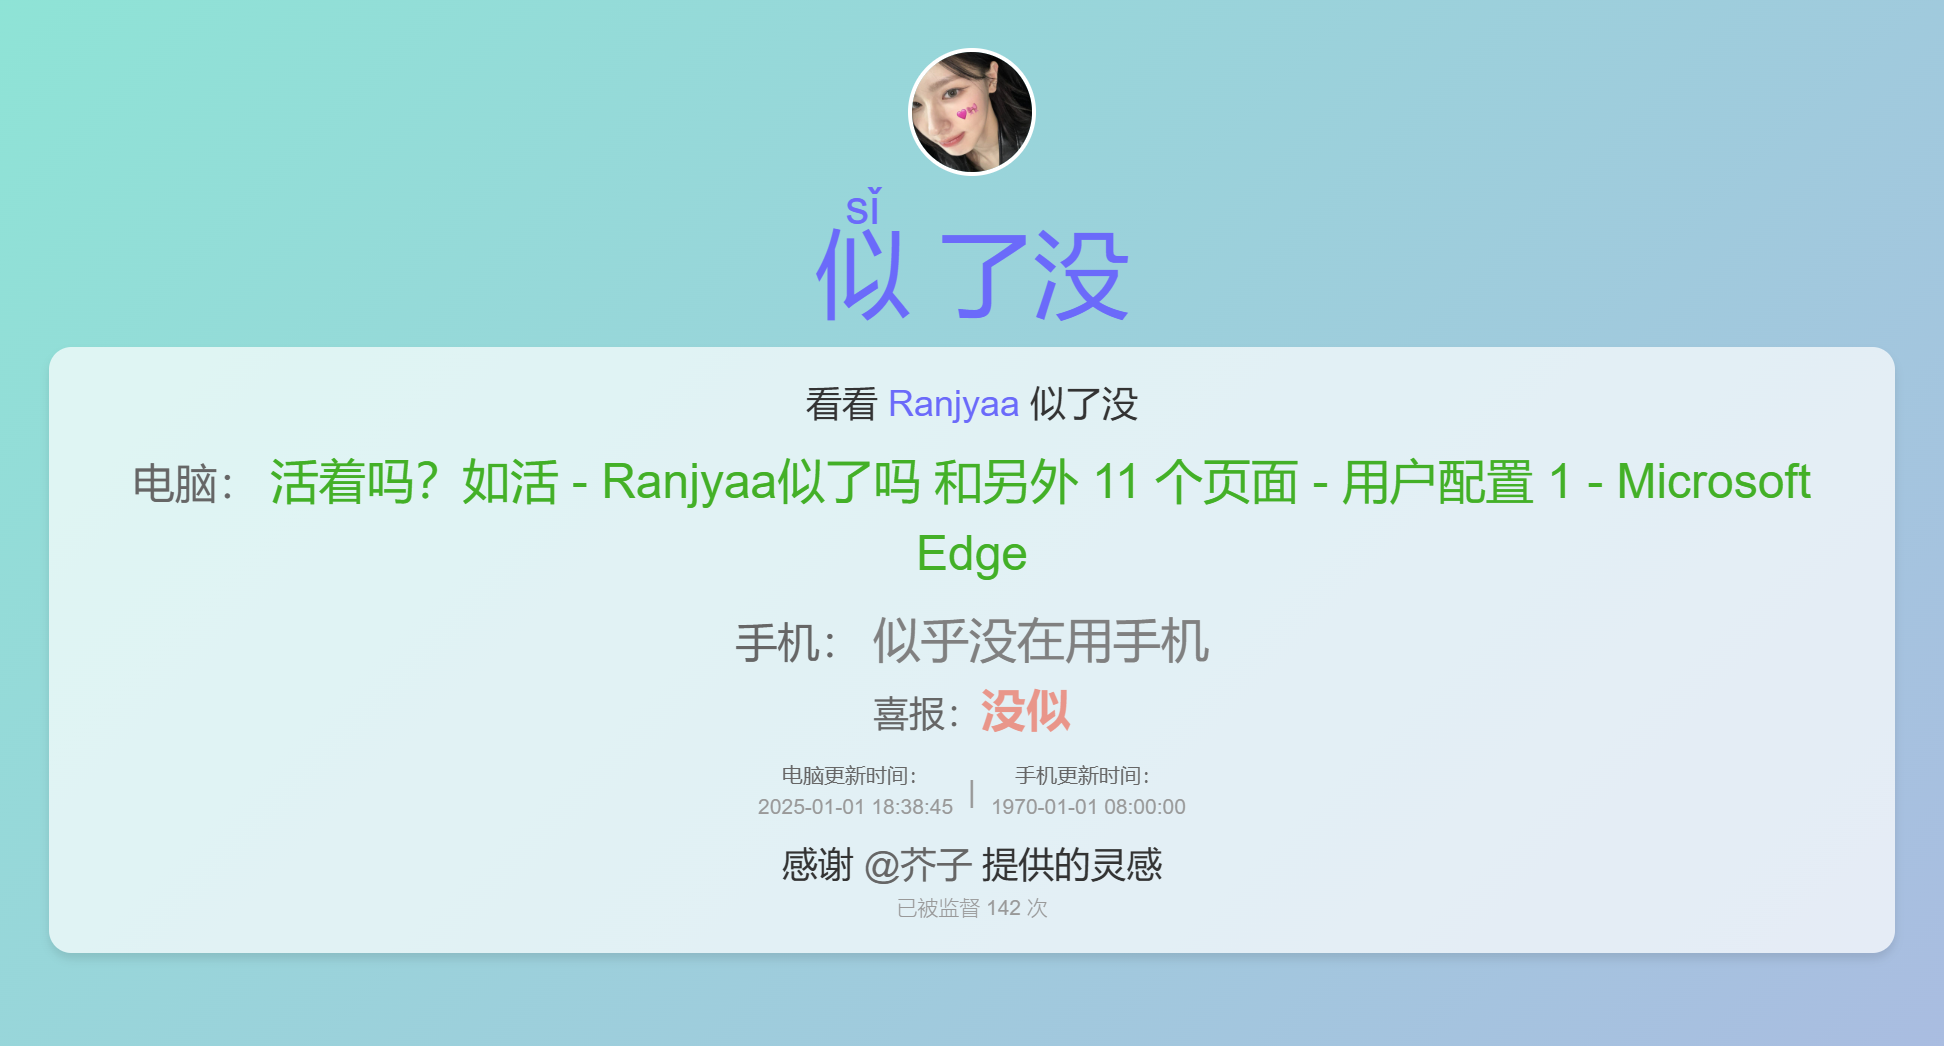 sǐ
似 了没
看看 Ranjyaa 似了没
电脑： 活着吗？如活 - Ranjyaa似了吗 和另外 11 个页面 - 用户配置 1 - Microsoft
Edge
手机： 似乎没在用手机
喜报：没似
电脑更新时间： | 手机更新时间：
2025-01-01 18:38:45 1970-01-01 08:00:00
感谢 @芥子 提供的灵感
已被监督 142 次